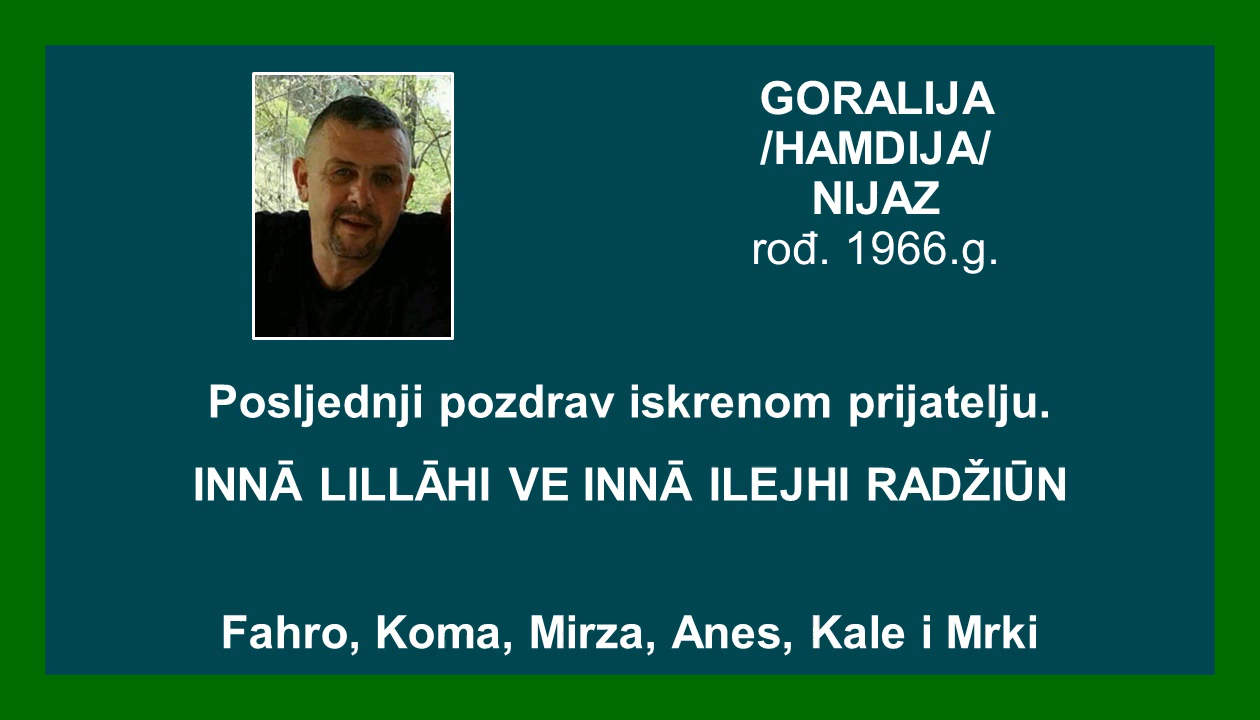 GORALIJA
/HAMDIJA/
NIJAZ
rođ. 1966.g.
Posljednji pozdrav iskrenom prijatelju.
INNĀ LILLĀHI VE INNĀ ILEJHI RADŽIŪN
Fahro, Koma, Mirza, Anes, Kale i Mrki